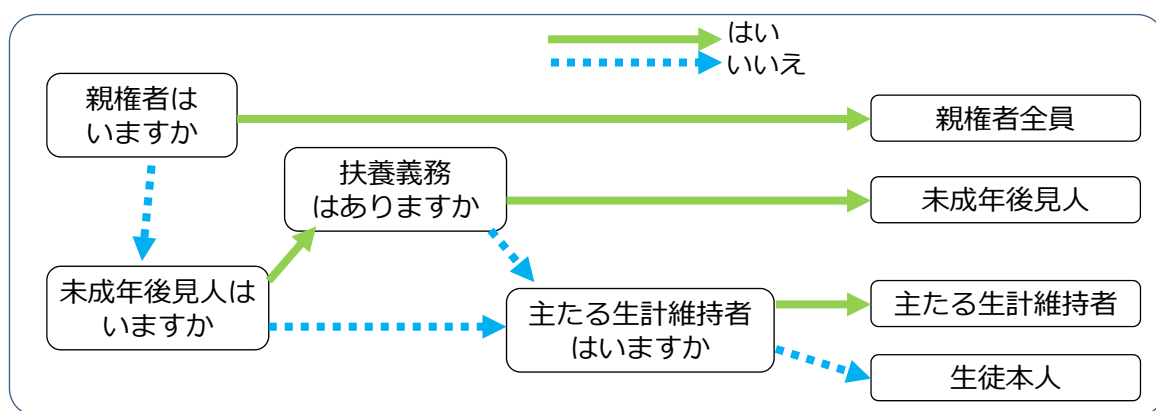 はい
いいえ
親権者は
いますか
親権者全員
扶養義務
はありますか
未成年後見人
未成年後見人は
いますか
主たる生計維持者
はいますか
主たる生計維持者
生徒本人